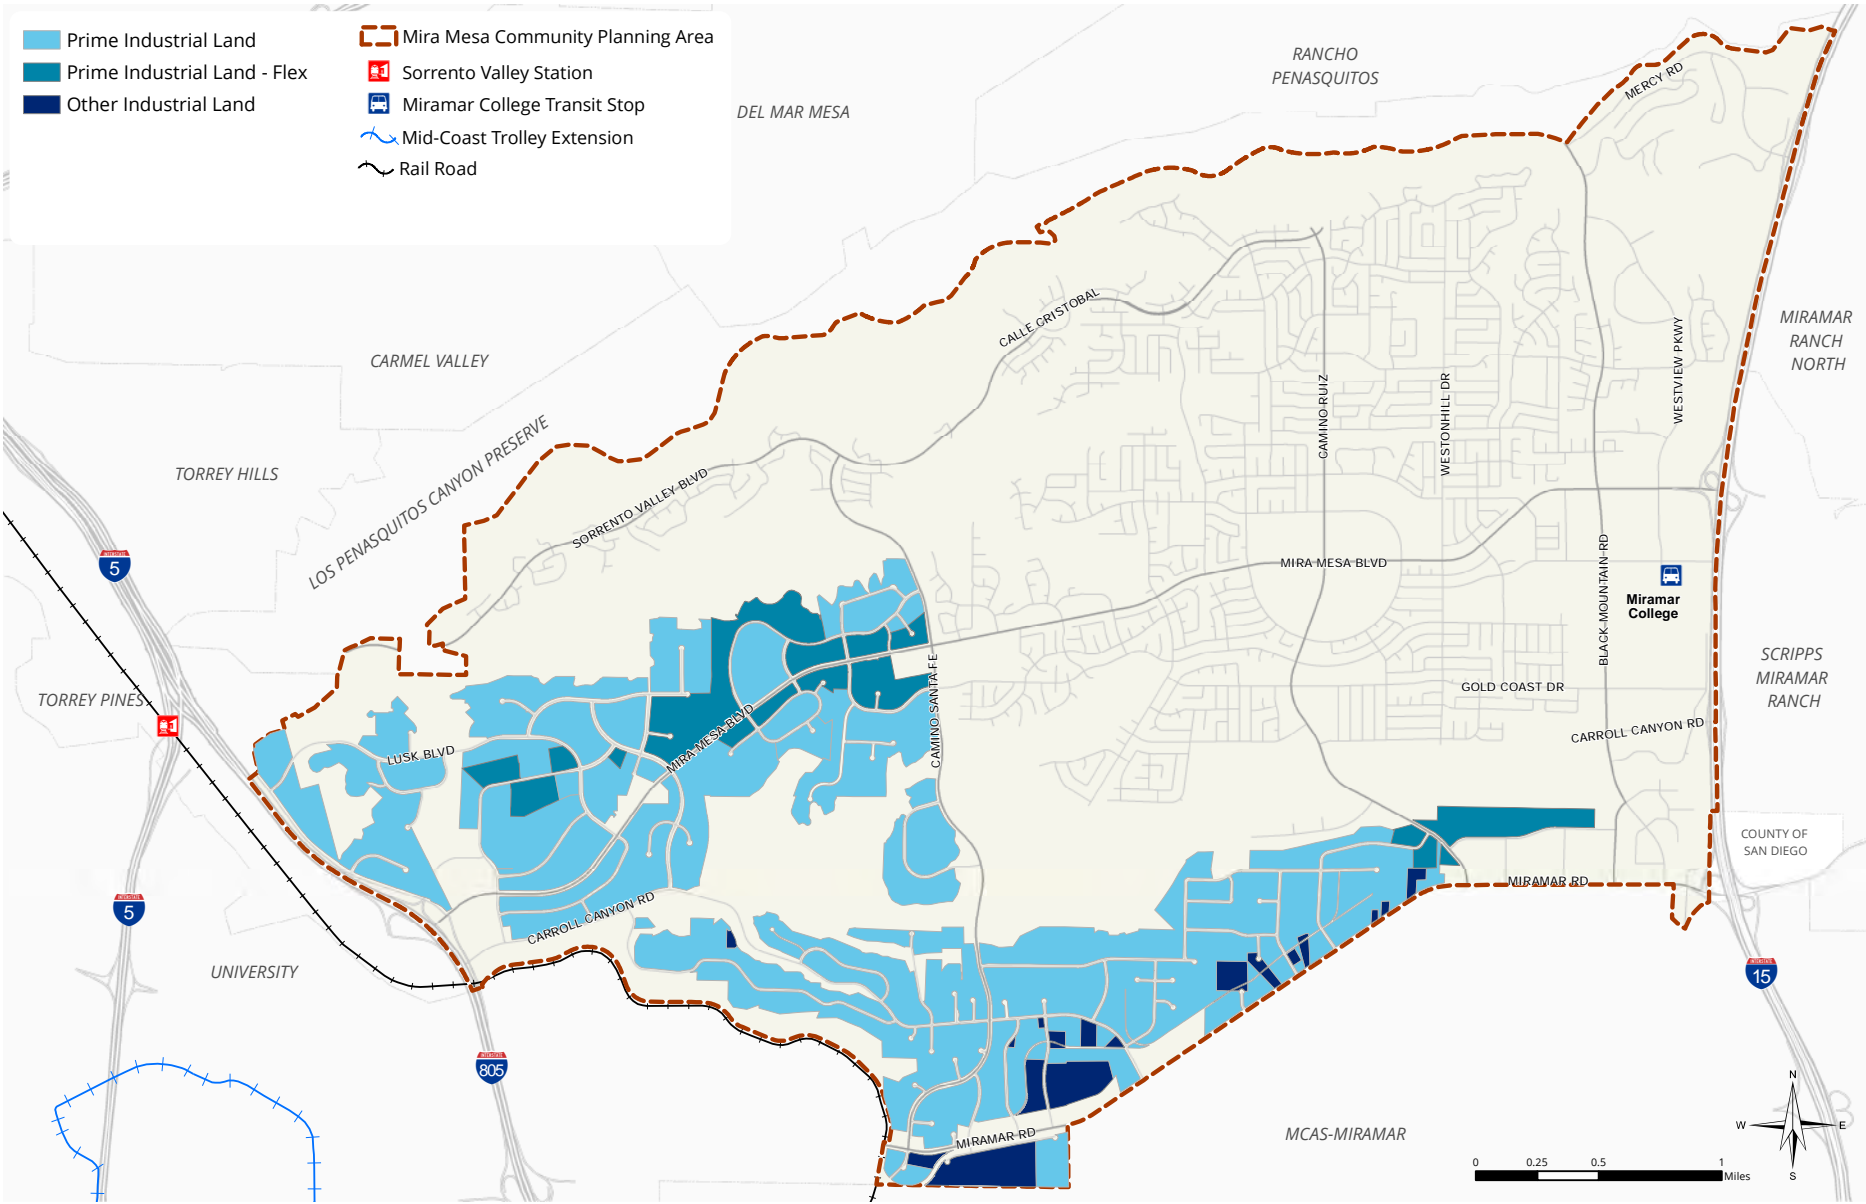 Prime Industrial Land
Prime Industrial Land - Flex
Other Industrial Land
Mira Mesa Community Planning Area
Sorrento Valley Station
Miramar College Transit Stop
Mid-Coast Trolley Extension
Rail Road
RANCHO
PENASQUITOS
DEL MAR MESA
MERCY RD
MIRAMAR
RANCH
NORTH
CARMEL VALLEY
CALLE CRISTOBAL
WESTVIEW PKWY
CAMINO RUIZ
WESTONHILL DR
TORREY HILLS
LOS PENASQUITOS CANYON PRESERVE
SORRENTO VALLEY BLVD
INTERSTATE
5
MIRA MESA BLVD
BLACK MOUNTAIN RD
Miramar
College
SCRIPPS
MIRAMAR
RANCH
TORREY PINES
CAMINO SANTA FE
GOLD COAST DR
CARROLL CANYON RD
LUSK BLVD
MIRA MESA BLVD
COUNTY OF
SAN DIEGO
MIRAMAR RD
INTERSTATE
5
CARROLL CANYON RD
UNIVERSITY
INTERSTATE
15
INTERSTATE
805
MIRAMAR RD
MCAS-MIRAMAR
N
W
E
S
0
0.25
0.5
1
Miles